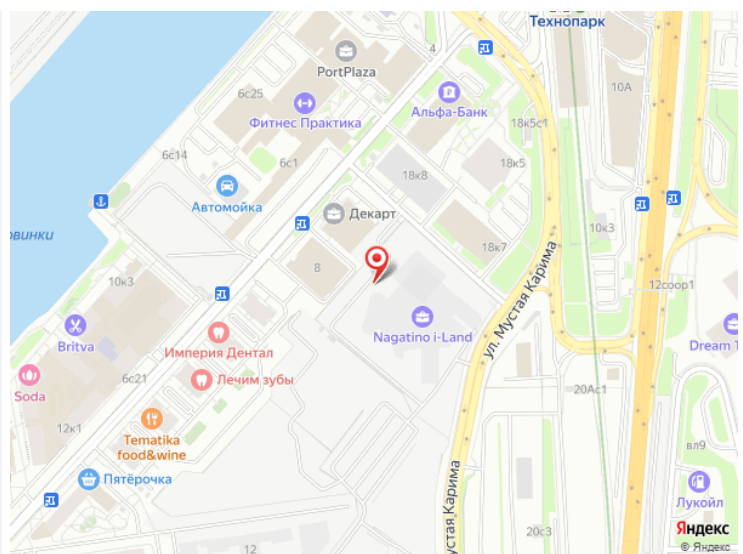 Технопарк
4
PortPlaza
10А
6с25
Альфа-Банк
Фитнес Практика
18к5с1
6с14
6с1
18к5
18к8
Автомойка
Декарт
10к3
овинки
18к7
8
10к3
12соор1
ул. Мустая Карима
Nagatino i-Land
Britva
Империя Дентал
Dream T
6с21
Лечим зубы
Soda
20Ас1
12к1
Tematika
food&wine
вл9
Пятёрочка
устая Карима
Лукойл
20с3
Яндекс
12
© Яндекс